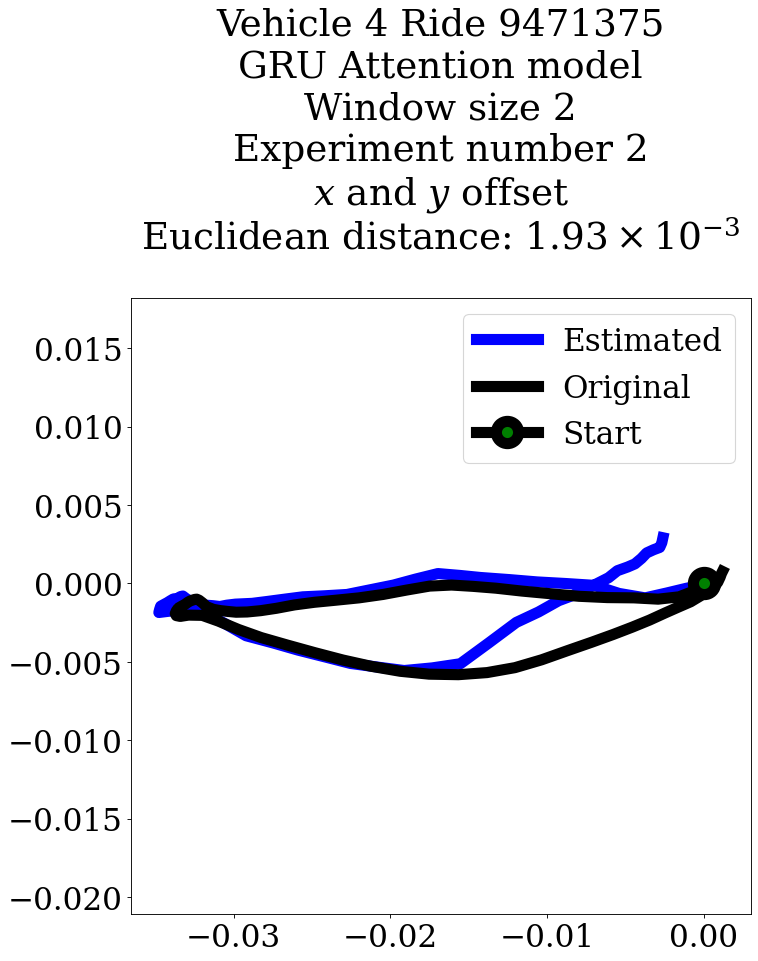 Vehicle 4 Ride 9471375
GRU Attention model
Window size 2
Experiment number 2
x and y offset
Euclidean distance: 1.93 × 10⁻³
Estimated
Original
Start
0.015
0.010
0.005
0.000
−0.005
−0.010
−0.015
−0.020
−0.03
−0.02
−0.01
0.00